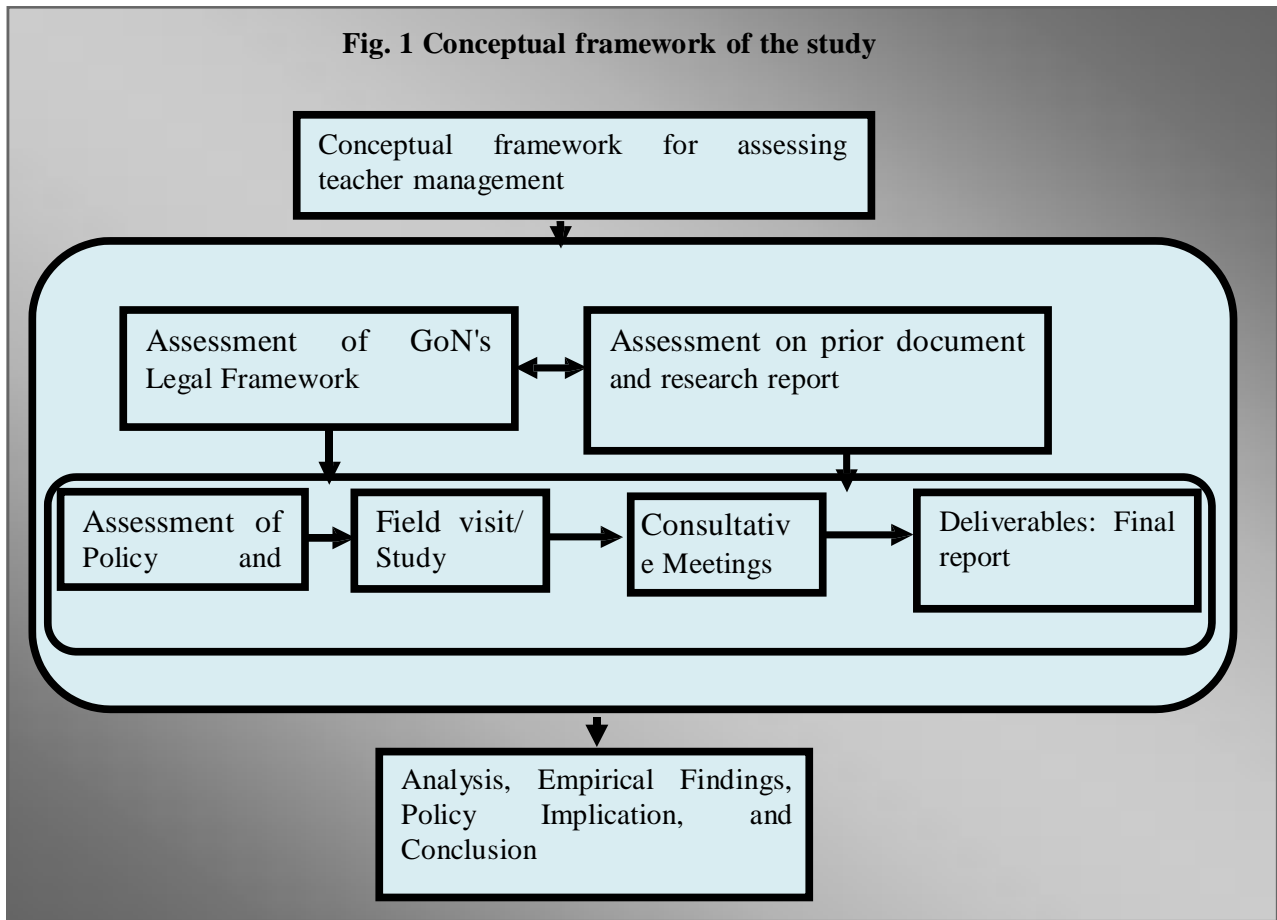 Fig. 1 Conceptual framework of the study
Conceptual framework for assessing
teacher management
Assessment of GoN's
Legal Framework
Assessment on prior document
and research report
Assessment of
Policy and
Field visit/
Study
Consultativ
e Meetings
Deliverables: Final
report
Analysis, Empirical Findings,
Policy Implication, and
Conclusion